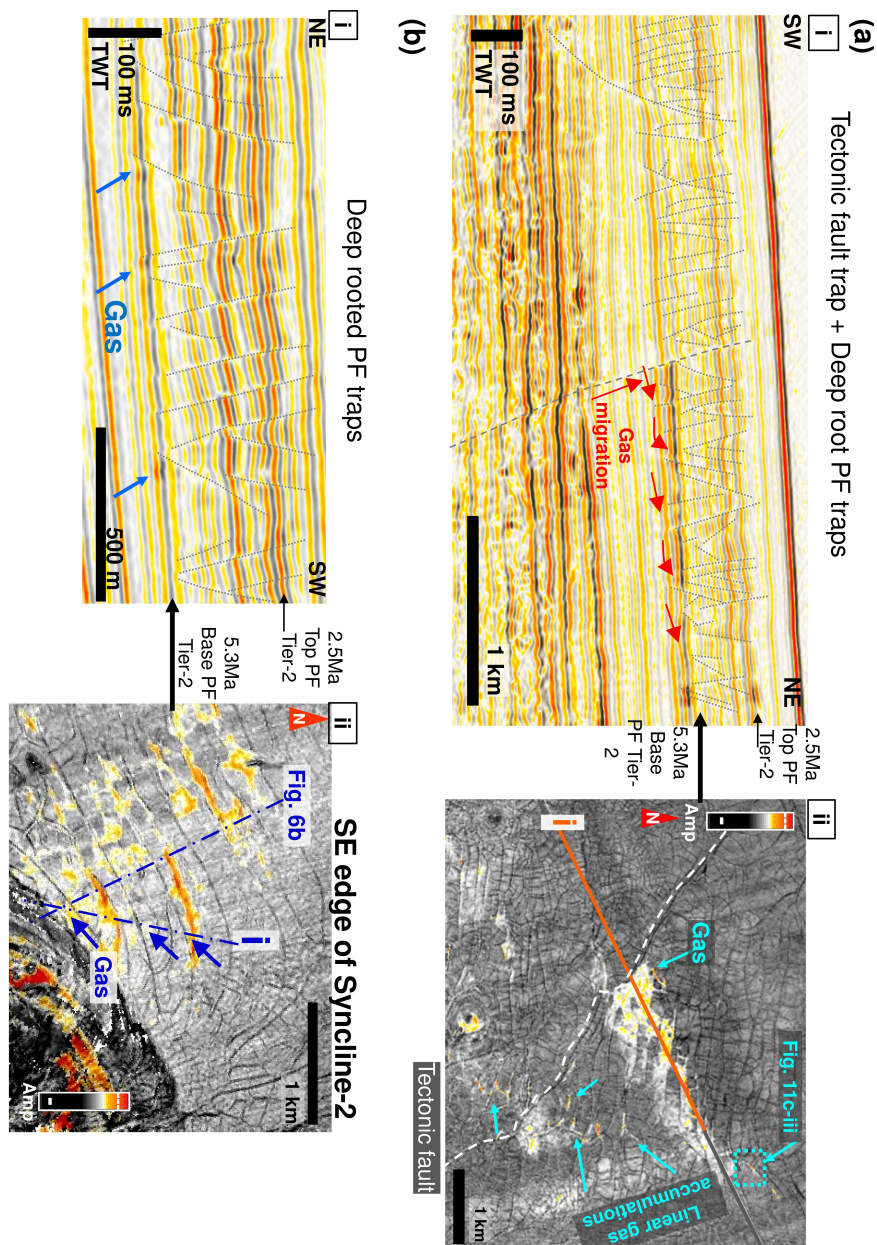 (a)
Tectonic fault trap + Deep root PF traps
i
SW
NE
100 ms
TWT
Gas
migration
1 km
2.5Ma
Top PF
Tier-2
5.3Ma
Base
PF Tier-
2
ii
Amp
N
i
Gas
Fig. 11c-iii
Linear gas
accumulations
Tectonic fault
1 km
(b)
Deep rooted PF traps
i
NE
SW
100 ms
TWT
Gas
500 m
2.5Ma
Top PF
Tier-2
5.3Ma
Base PF
Tier-2
SE edge of Syncline-2
ii
N
Fig. 6b
i
Gas
1 km
Amp